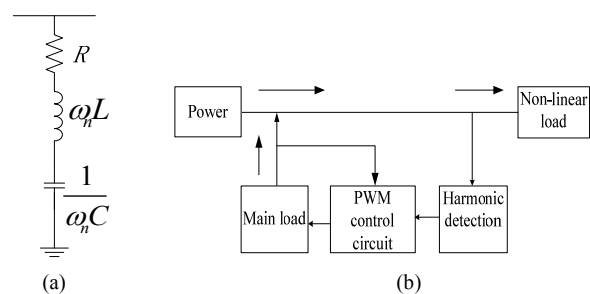 R
ωₙL
1
ωₙC
(a)
Power
Non-linear
load
Main load
PWM
control
circuit
Harmonic
detection
(b)